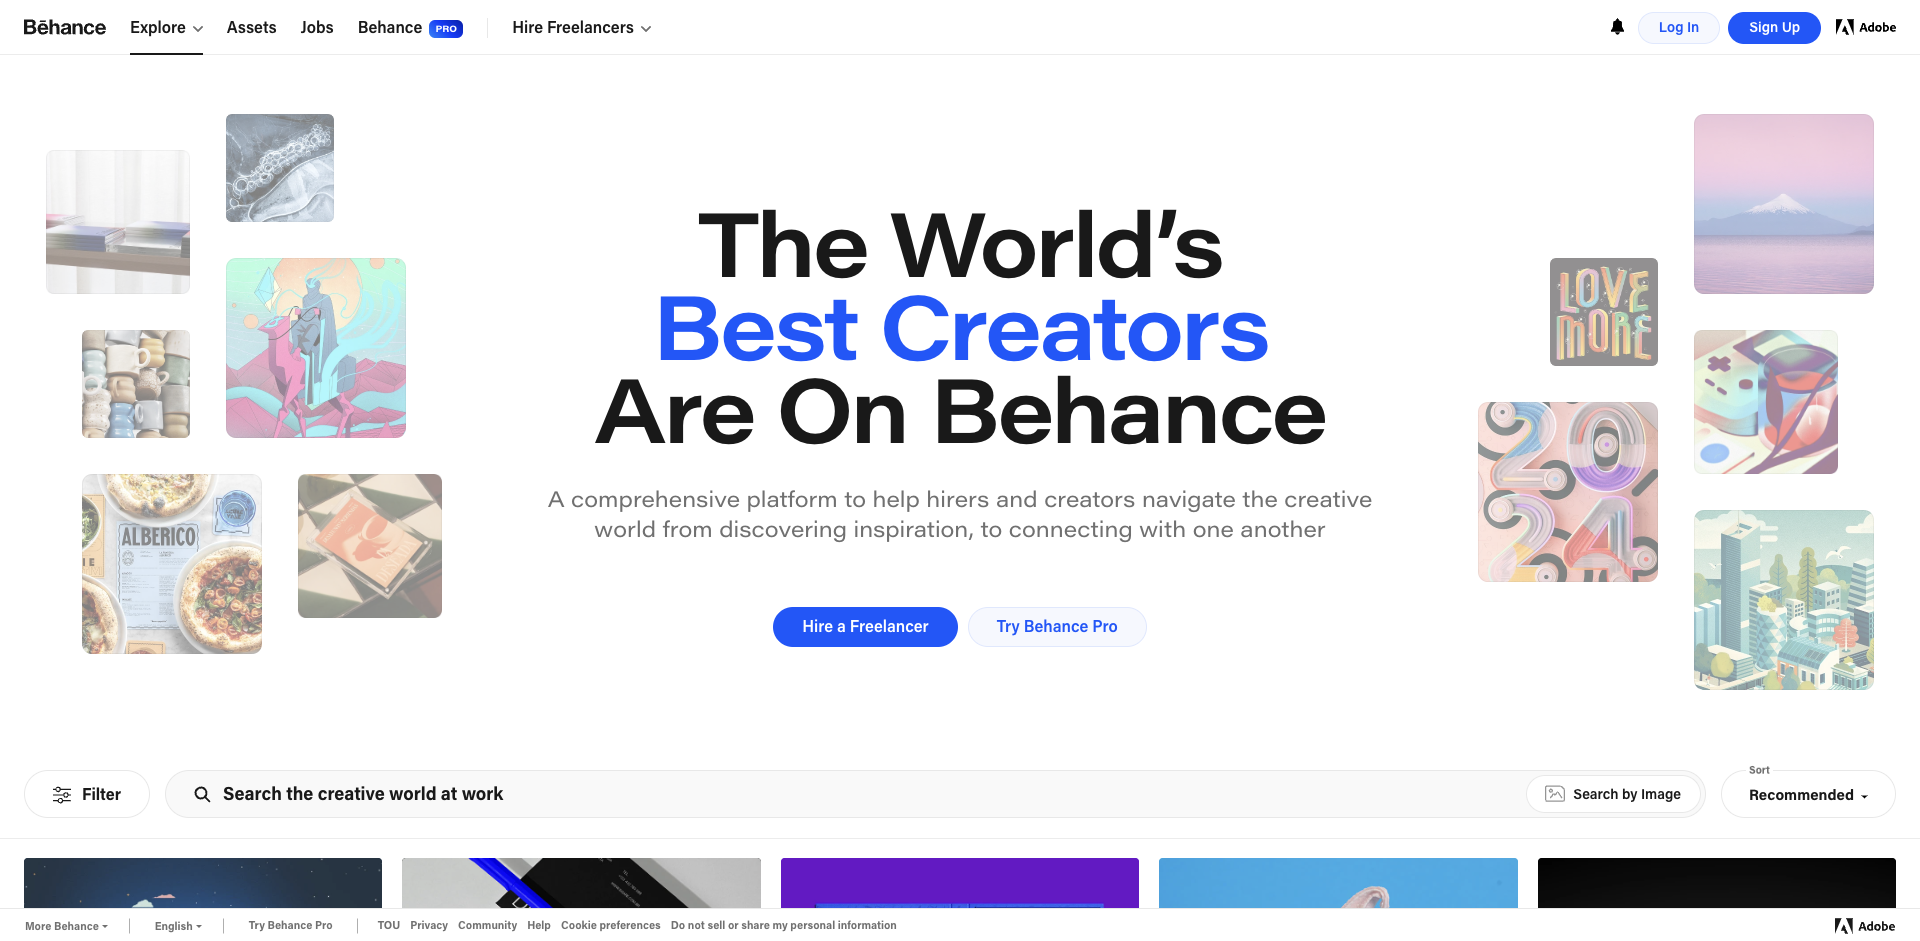 Bēhance
Explore
Assets
Jobs
Behance PRO
Hire Freelancers
Log In
Sign Up
Adobe
The World’s
Best Creators
Are On Behance
A comprehensive platform to help hirers and creators navigate the creative
world from discovering inspiration, to connecting with one another
Hire a Freelancer
Try Behance Pro
ALBERICO
LOVE
MORE
20
24
Filter
Search the creative world at work
Search by Image
Sort
Recommended
More Behance
English
Try Behance Pro
TOU
Privacy
Community
Help
Cookie preferences
Do not sell or share my personal information
Adobe